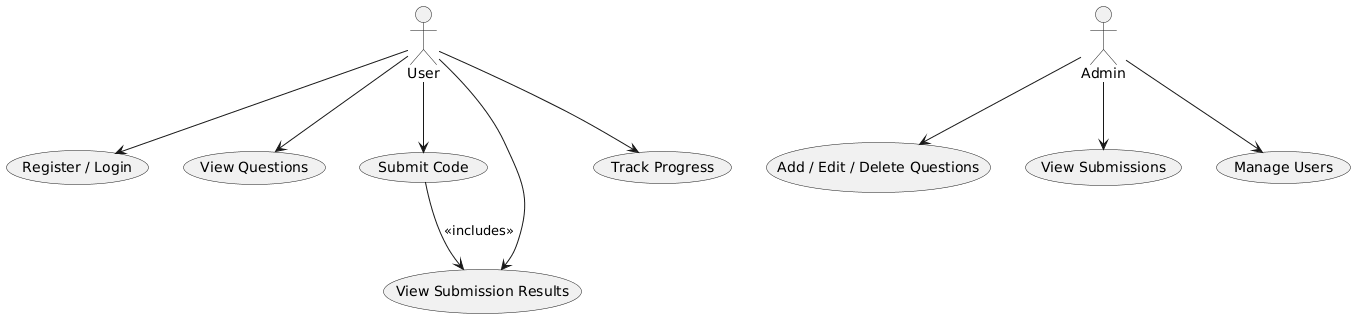 User
Admin
Register / Login
View Questions
Submit Code
Track Progress
Add / Edit / Delete Questions
View Submissions
Manage Users
«includes»
View Submission Results